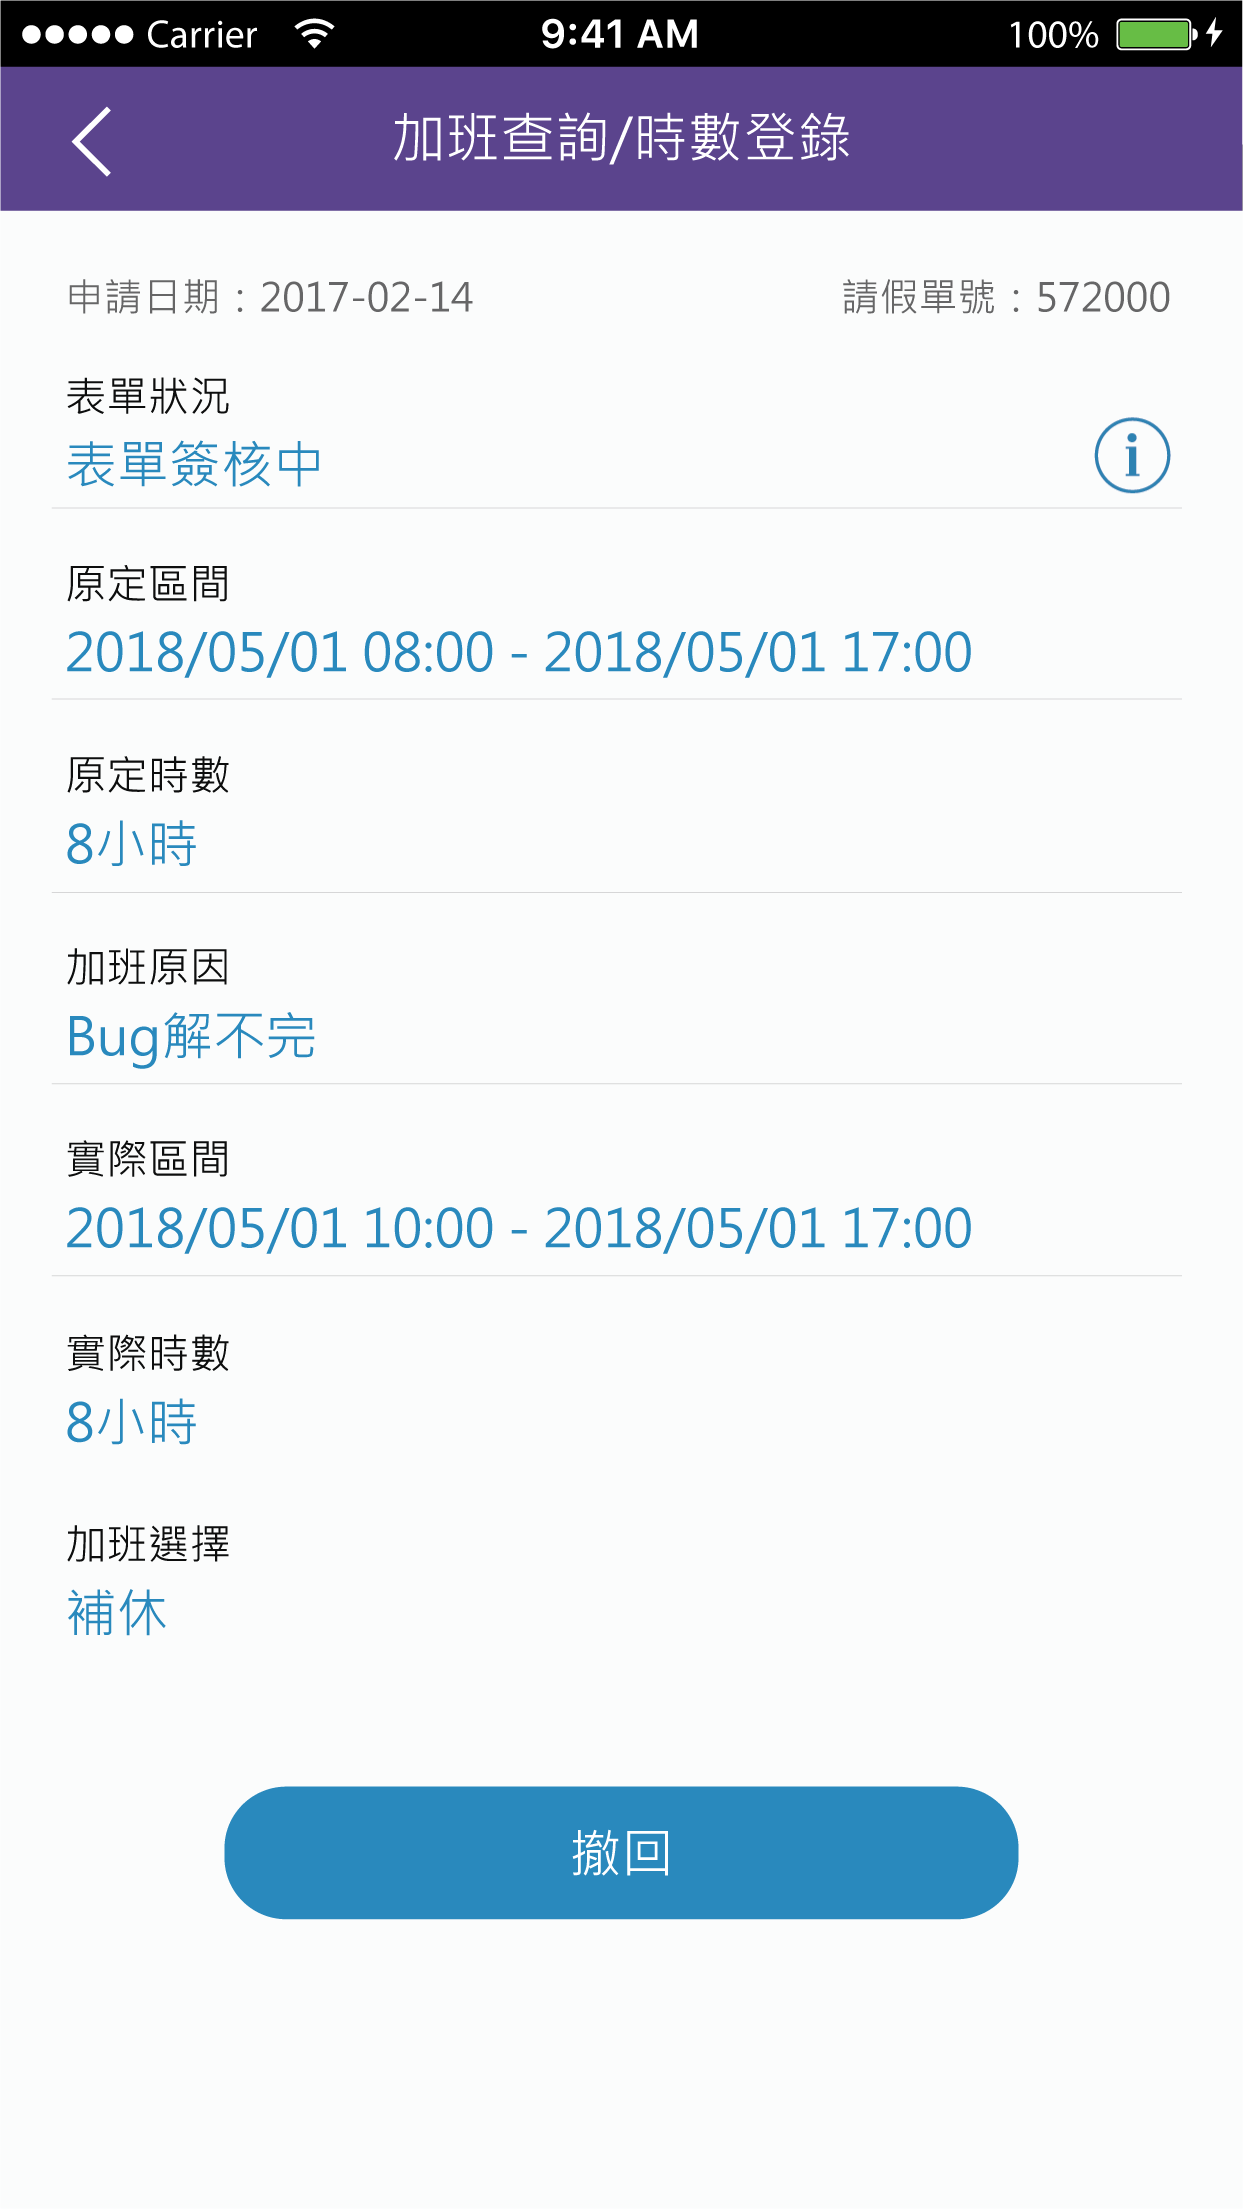 Carrier 9:41 AM 100%
加班查詢/時數登錄
申請日期：2017-02-14 請假單號：572000
表單狀況
表單簽核中
i
原定區間
2018/05/01 08:00 - 2018/05/01 17:00
原定時數
8小時
加班原因
Bug解不完
實際區間
2018/05/01 10:00 - 2018/05/01 17:00
實際時數
8小時
加班選擇
補休
撤回